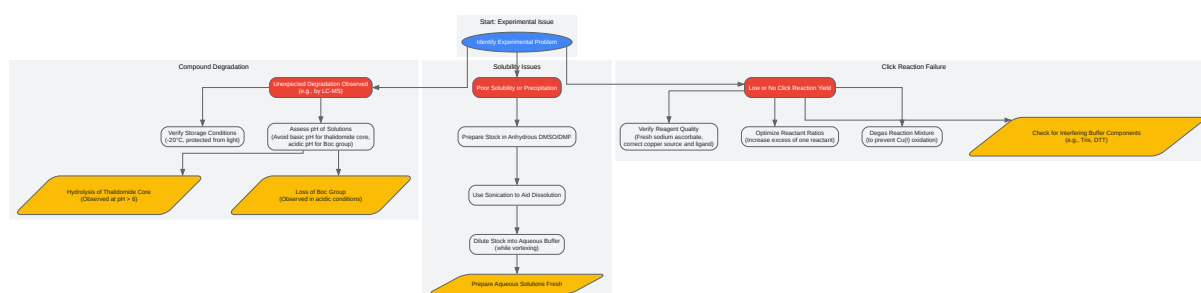 Start: Experimental Issue
Identify Experimental Problem
Compound Degradation
Unexpected Degradation Observed
(e.g., by LC-MS)
Verify Storage Conditions
(-20°C, protected from light)
Assess pH of Solutions
(Avoid basic pH for thalidomide core,
acidic pH for Boc group)
Hydrolysis of Thalidomide Core
(Observed at pH > 6)
Loss of Boc Group
(Observed in acidic conditions)
Solubility Issues
Poor Solubility or Precipitation
Prepare Stock in Anhydrous DMSO/DMF
Use Sonication to Aid Dissolution
Dilute Stock into Aqueous Buffer
(while vortexing)
Prepare Aqueous Solutions Fresh
Click Reaction Failure
Low or No Click Reaction Yield
Verify Reagent Quality
(Fresh sodium ascorbate,
correct copper source and ligand)
Optimize Reactant Ratios
(Increase excess of one reactant)
Degas Reaction Mixture
(to prevent Cu(I) oxidation)
Check for Interfering Buffer Components
(e.g., Tris, DTT)